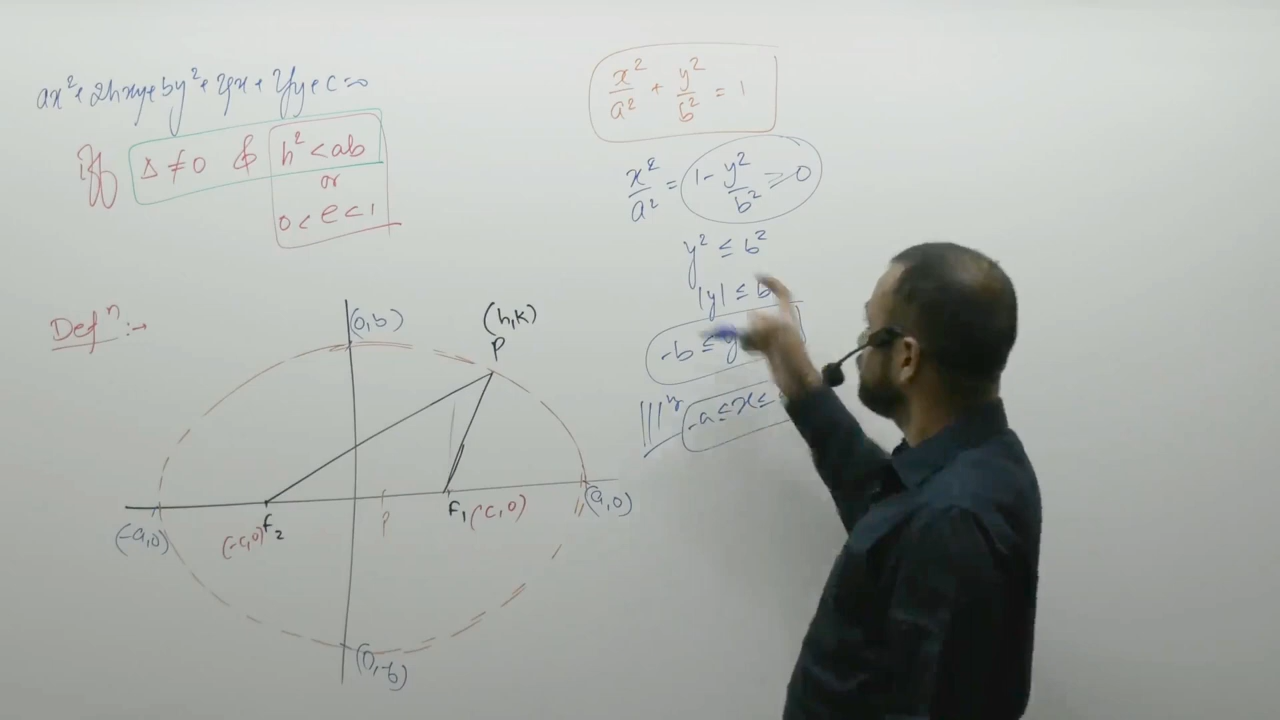 ax² + 2hxy + by² + 2gx + 2fy + c = 0
iff Δ ≠ 0 & h² < ab
or
0 < e < 1
Defⁿ :→
(0,b)
(h,k)
P
(-a,0)
(-c,0) F₂
F₁ (c,0)
(a,0)
(0,-b)
x²/a² + y²/b² = 1
x²/a² = 1 - y²/b² ≥ 0
y² ≤ b²
|y| ≤ b
-b ≤ y
|||ly -a ≤ x ≤